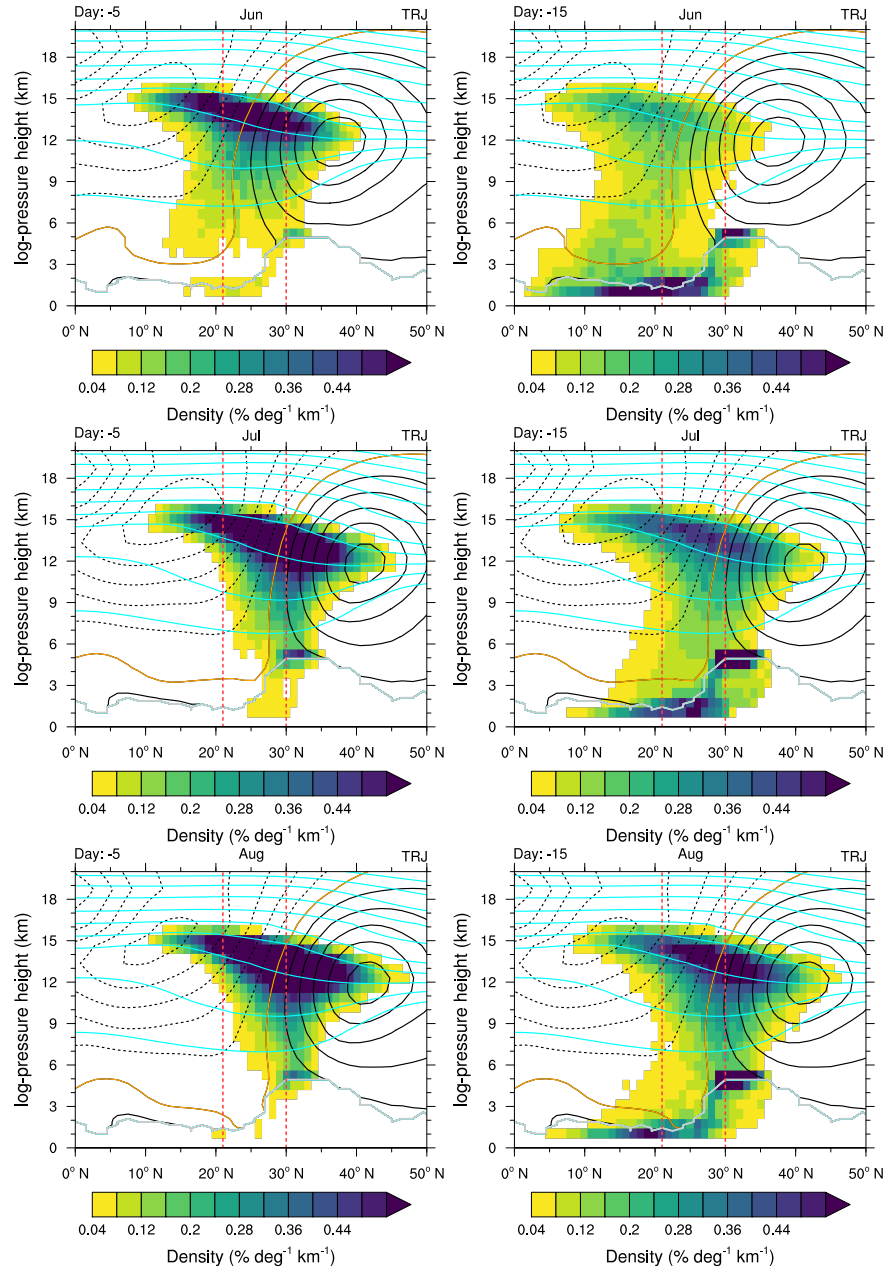 Day: -5 Jun TRJ
Day: -15 Jun TRJ
log-pressure height (km)
15
12
9
6
3
0
0° N 10° N 20° N 30° N 40° N 50° N
0.04 0.12 0.2 0.28 0.36 0.44
Density (% deg⁻¹ km⁻¹)
log-pressure height (km)
15
12
9
6
3
0
0° N 10° N 20° N 30° N 40° N 50° N
0.04 0.12 0.2 0.28 0.36 0.44
Density (% deg⁻¹ km⁻¹)
Day: -5 Jul TRJ
Day: -15 Jul TRJ
log-pressure height (km)
15
12
9
6
3
0
0° N 10° N 20° N 30° N 40° N 50° N
0.04 0.12 0.2 0.28 0.36 0.44
Density (% deg⁻¹ km⁻¹)
log-pressure height (km)
15
12
9
6
3
0
0° N 10° N 20° N 30° N 40° N 50° N
0.04 0.12 0.2 0.28 0.36 0.44
Density (% deg⁻¹ km⁻¹)
Day: -5 Aug TRJ
Day: -15 Aug TRJ
log-pressure height (km)
15
12
9
6
3
0
0° N 10° N 20° N 30° N 40° N 50° N
0.04 0.12 0.2 0.28 0.36 0.44
Density (% deg⁻¹ km⁻¹)
log-pressure height (km)
15
12
9
6
3
0
0° N 10° N 20° N 30° N 40° N 50° N
0.04 0.12 0.2 0.28 0.36 0.44
Density (% deg⁻¹ km⁻¹)